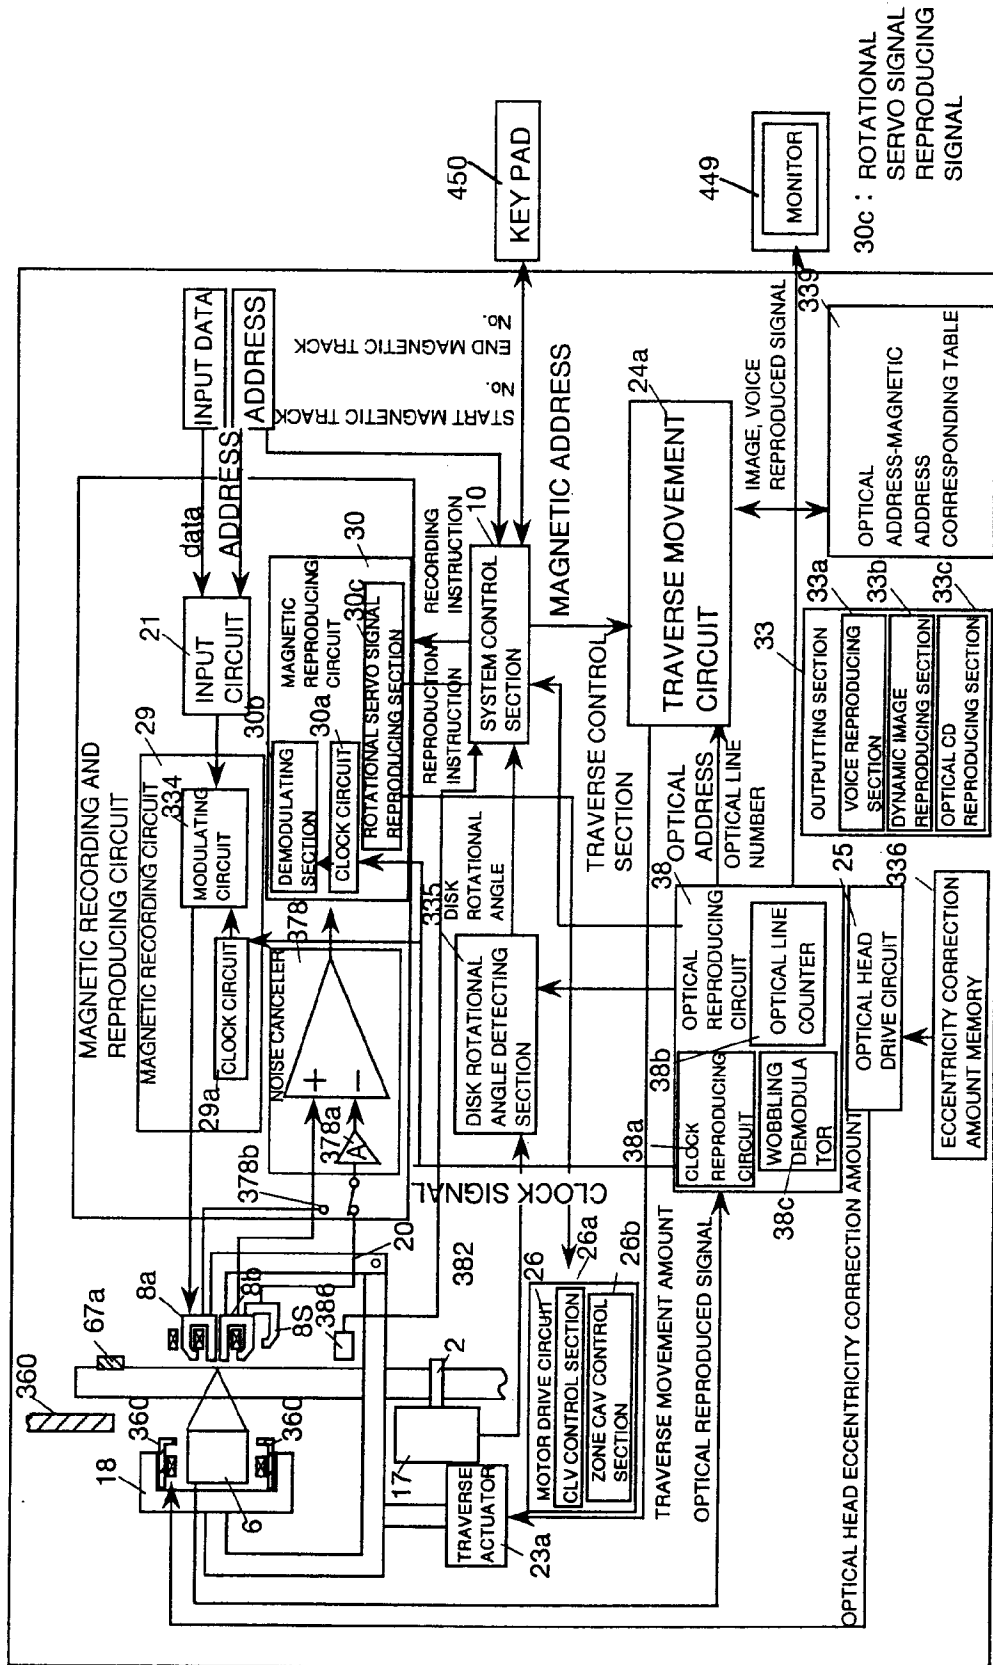 MAGNETIC RECORDING AND
REPRODUCING CIRCUIT
MAGNETIC RECORDING CIRCUIT
29
334
MODULATING
CIRCUIT
CLOCK CIRCUIT
29a
21
INPUT
CIRCUIT
data
ADDRESS
INPUT DATA
ADDRESS
NOISE CANCELER
378
+
−
A
378a
378b
30b
DEMODULATING
SECTION
30a
CLOCK CIRCUIT
MAGNETIC
REPRODUCING
CIRCUIT
30c
30
ROTATIONAL SERVO SIGNAL
REPRODUCING SECTION
START MAGNETIC TRACK
No.
END MAGNETIC TRACK
No.
450
KEY PAD
360
67a
8a
8b
8S
386
360
360
18
6
20
382
2
17
TRAVERSE
ACTUATOR
23a
CLOCK SIGNAL
335
DISK ROTATIONAL
ANGLE DETECTING
SECTION
DISK
ROTATIONAL
ANGLE
REPRODUCTION
INSTRUCTION
RECORDING
INSTRUCTION
10
SYSTEM CONTROL
SECTION
MAGNETIC ADDRESS
26
MOTOR DRIVE CIRCUIT
26a
CLV CONTROL SECTION
26b
ZONE CAV CONTROL
SECTION
TRAVERSE CONTROL
SECTION
24a
TRAVERSE MOVEMENT
CIRCUIT
TRAVERSE MOVEMENT AMOUNT
OPTICAL REPRODUCED SIGNAL
OPTICAL
ADDRESS
OPTICAL LINE
NUMBER
38
OPTICAL
REPRODUCING
CIRCUIT
38a
CLOCK
REPRODUCING
CIRCUIT
38b
OPTICAL LINE
COUNTER
WOBBLING
DEMODULA
TOR
38c
IMAGE, VOICE
REPRODUCED SIGNAL
449
MONITOR
OPTICAL HEAD ECCENTRICITY CORRECTION AMOUNT
25
OPTICAL HEAD
DRIVE CIRCUIT
336
ECCENTRICITY CORRECTION
AMOUNT MEMORY
33
OUTPUTTING SECTION
33a
VOICE REPRODUCING
SECTION
33b
DYNAMIC IMAGE
REPRODUCING SECTION
33c
OPTICAL CD
REPRODUCING SECTION
339
OPTICAL
ADDRESS-MAGNETIC
ADDRESS
CORRESPONDING TABLE
30c : ROTATIONAL
SERVO SIGNAL
REPRODUCING
SIGNAL